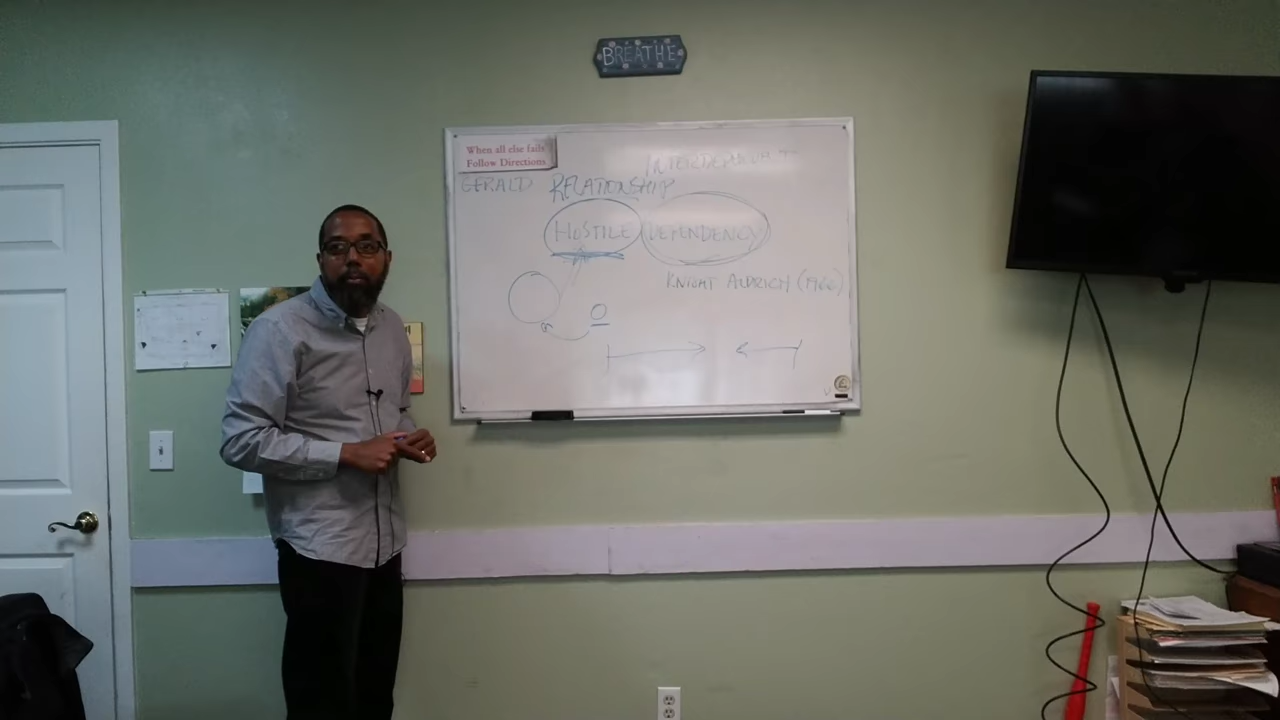 BREATHE
When all else fails
Follow Directions
INTERDEPENDENT
GERALD RELATIONSHIP
HOSTILE DEPENDENCY
KNIGHT ALDRICH (1966)